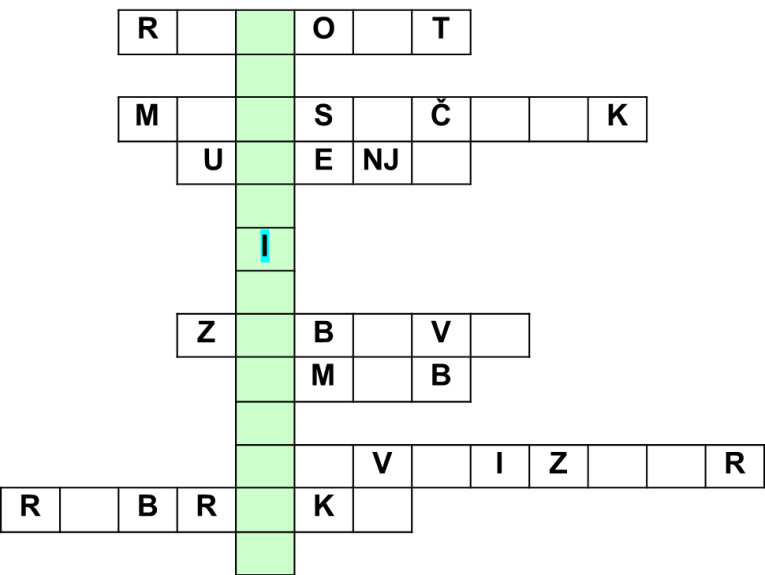 R O T
M S Č K
U E NJ
I
Z B V
M B
V I Z R
R B R K